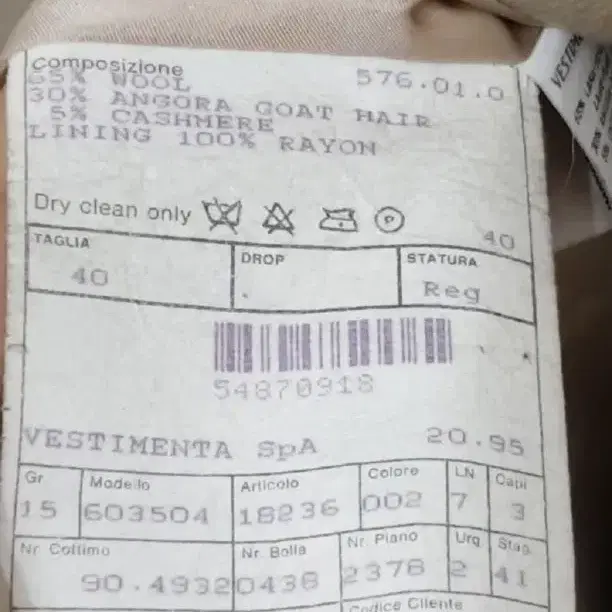 Composizione
65% WOOL 576.01.0
30% ANGORA GOAT HAIR
5% CASHMERE
LINING 100% RAYON
Dry clean only P 40
TAGLIA DROP STATURA
40 . Reg
54870918
VESTIMENTA SpA 20.95
Gr Modello Articolo Colore LN Capi
15 603504 18236 002 7 3
Nr. Cottimo Nr. Bolla Nr. Piano Urg. Stag.
90.4932 0438 2378 2 41
Codice Cliente